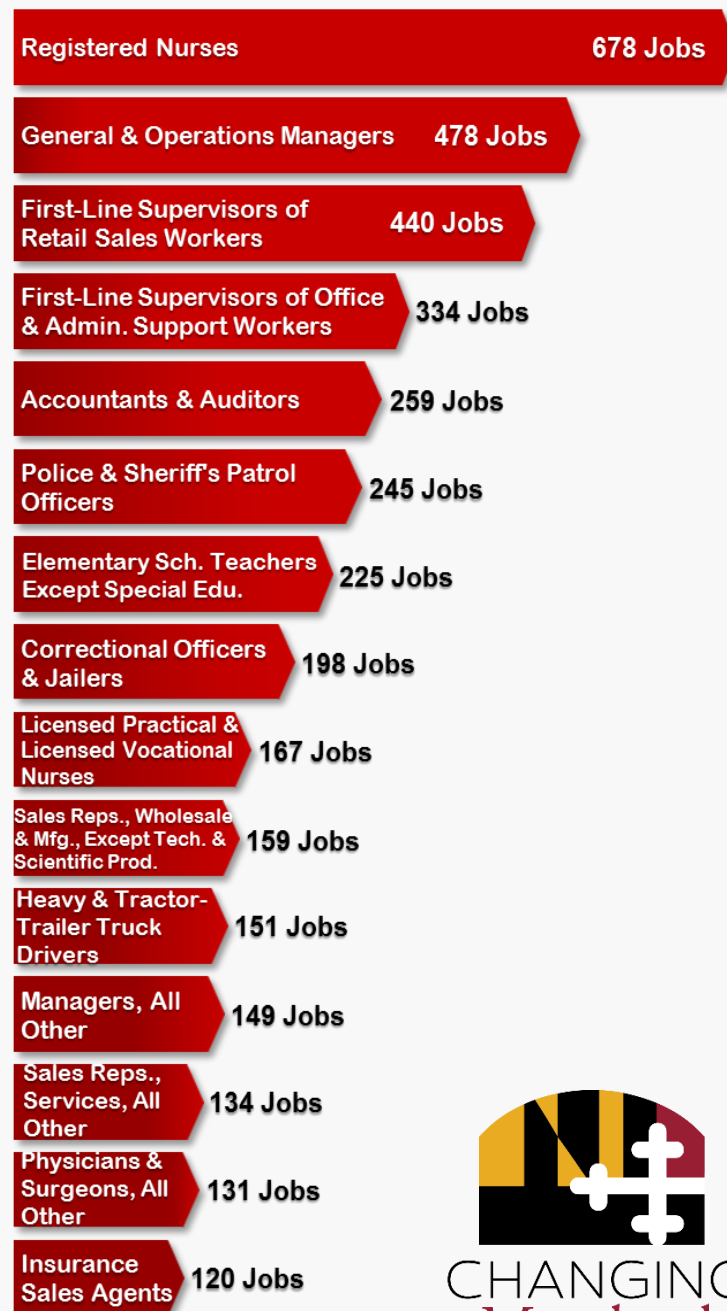 Registered Nurses 678 Jobs
General & Operations Managers 478 Jobs
First-Line Supervisors of
Retail Sales Workers
440 Jobs
First-Line Supervisors of Office
& Admin. Support Workers
334 Jobs
Accountants & Auditors 259 Jobs
Police & Sheriff's Patrol
Officers
245 Jobs
Elementary Sch. Teachers
Except Special Edu.
225 Jobs
Correctional Officers
& Jailers
198 Jobs
Licensed Practical &
Licensed Vocational
Nurses
167 Jobs
Sales Reps., Wholesale
& Mfg., Except Tech. &
Scientific Prod.
159 Jobs
Heavy & Tractor-
Trailer Truck
Drivers
151 Jobs
Managers, All
Other
149 Jobs
Sales Reps.,
Services, All
Other
134 Jobs
Physicians &
Surgeons, All
Other
131 Jobs
Insurance
Sales Agents
120 Jobs
CHANGING